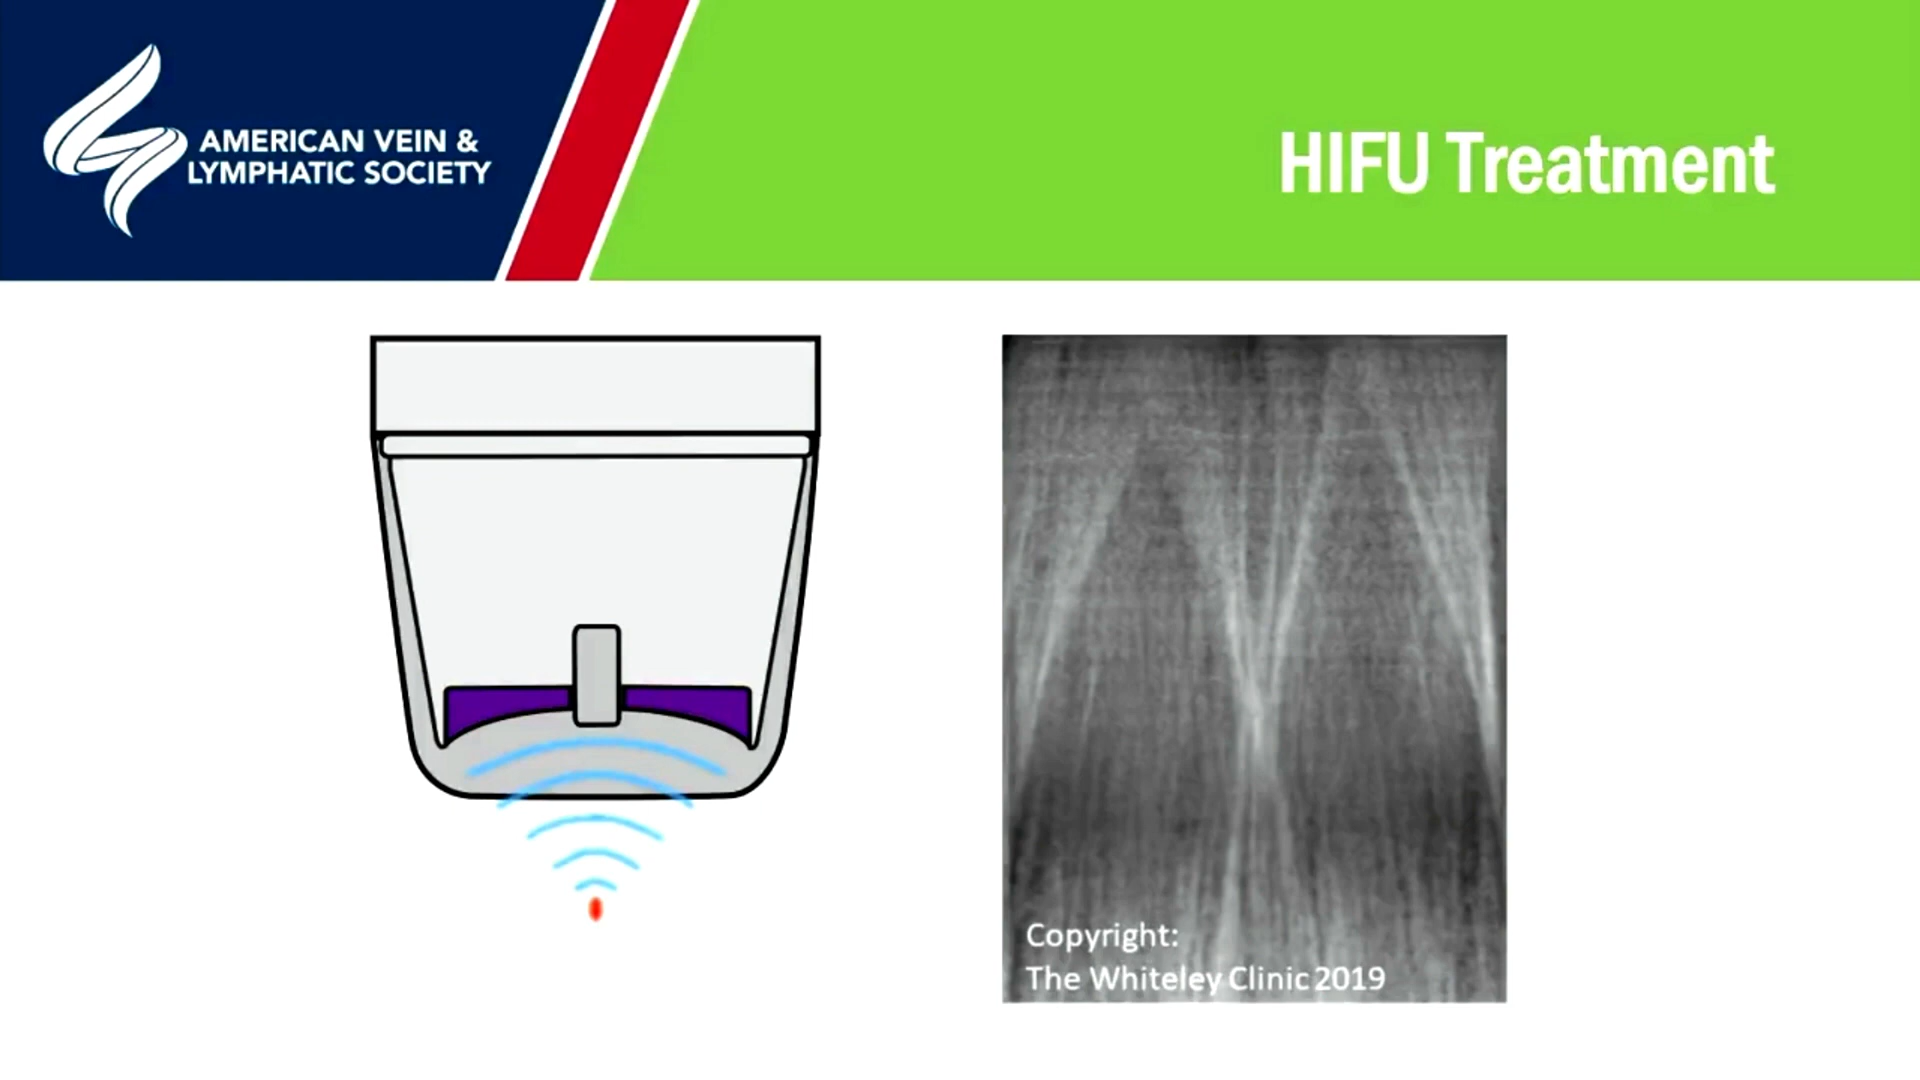 AMERICAN VEIN &
LYMPHATIC SOCIETY
HIFU Treatment
Copyright:
The Whiteley Clinic 2019